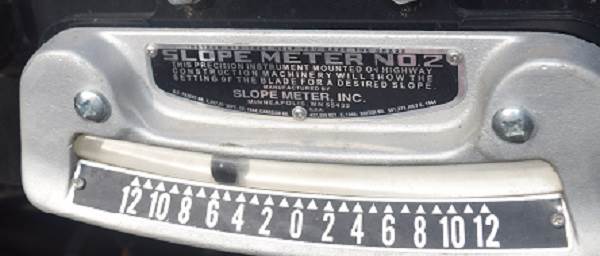 SLOPE METER NO.2
THIS PRECISION INSTRUMENT MOUNTED ON HIGHWAY
CONSTRUCTION MACHINERY WILL SHOW THE
SETTING OF THE BLADE FOR A DESIRED SLOPE.
MANUFACTURED BY
SLOPE METER, INC.
MINNEAPOLIS, MN
12 10 8 6 4 2 0 2 4 6 8 10 12